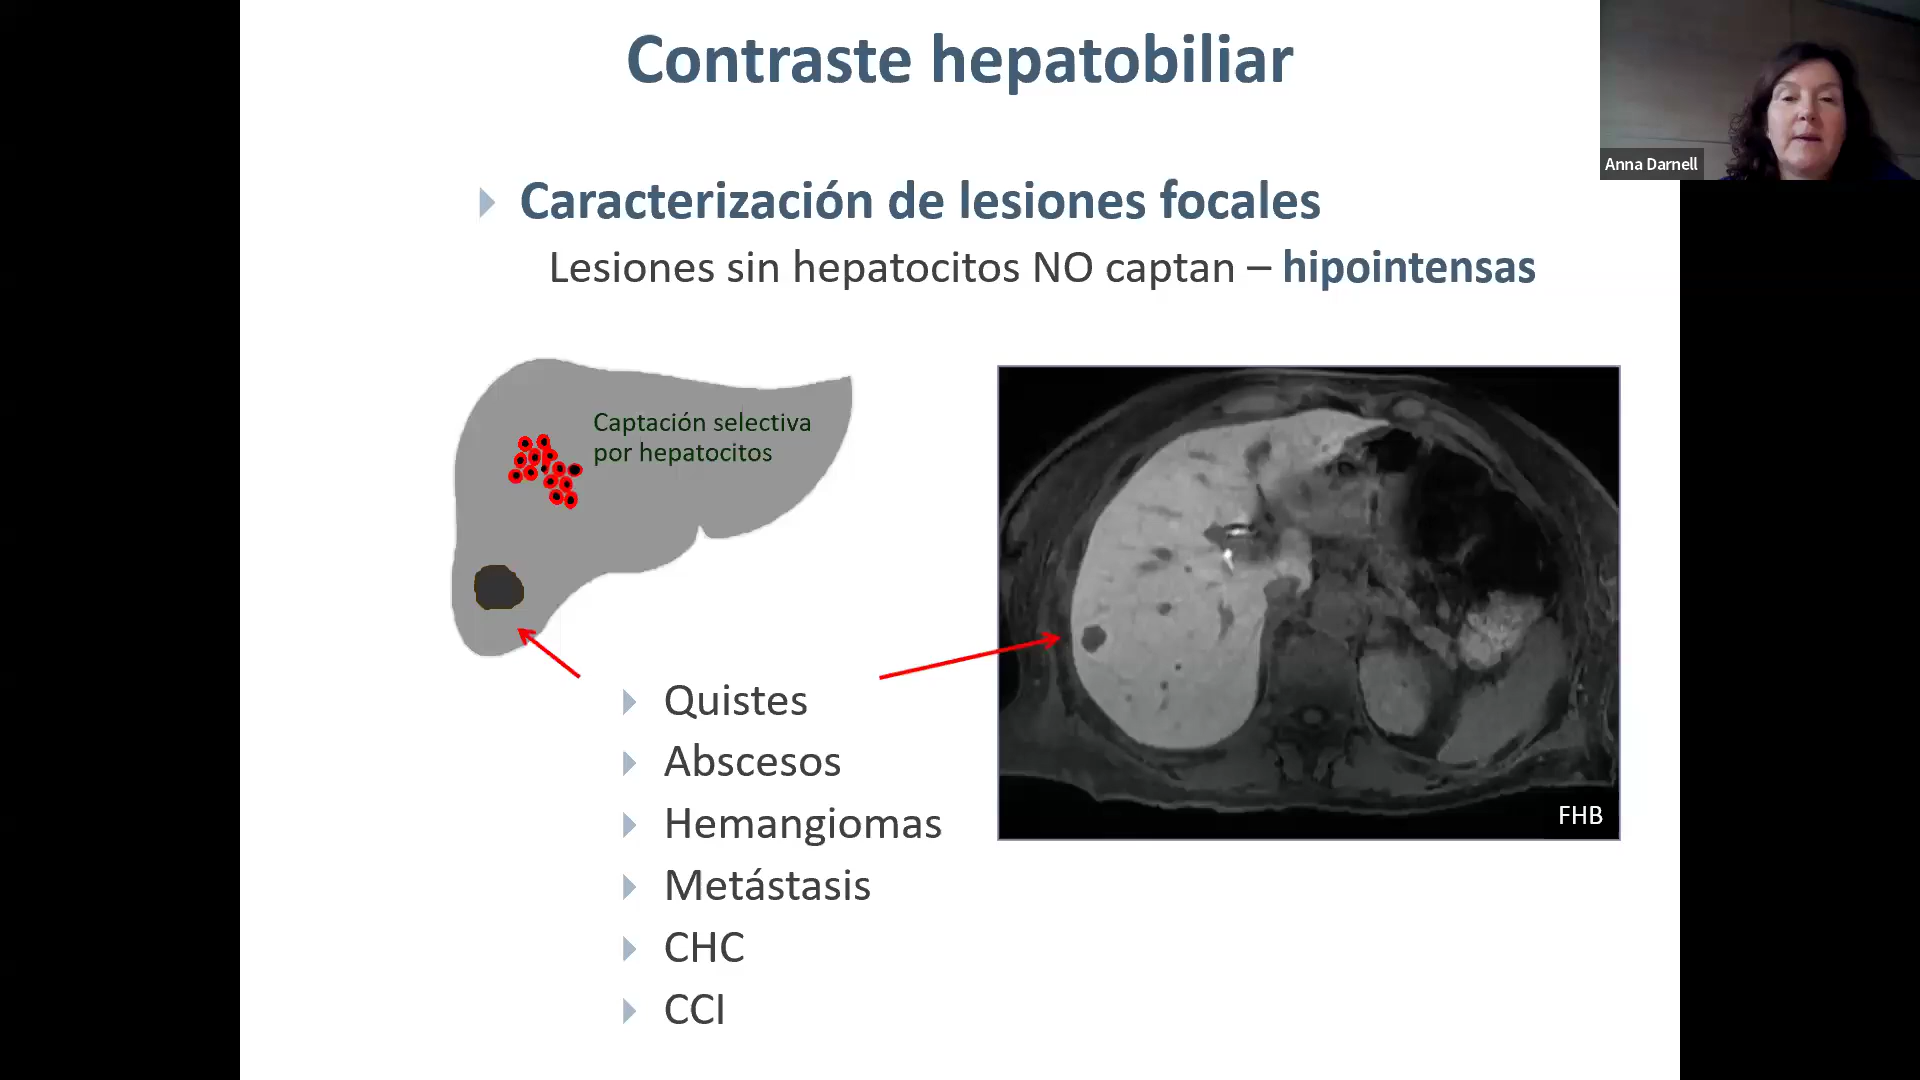 Contraste hepatobiliar
Anna Darnell
Caracterización de lesiones focales
Lesiones sin hepatocitos NO captan – hipointensas
Captación selectiva
por hepatocitos
Quistes
Abscesos
Hemangiomas
Metástasis
CHC
CCI
FHB